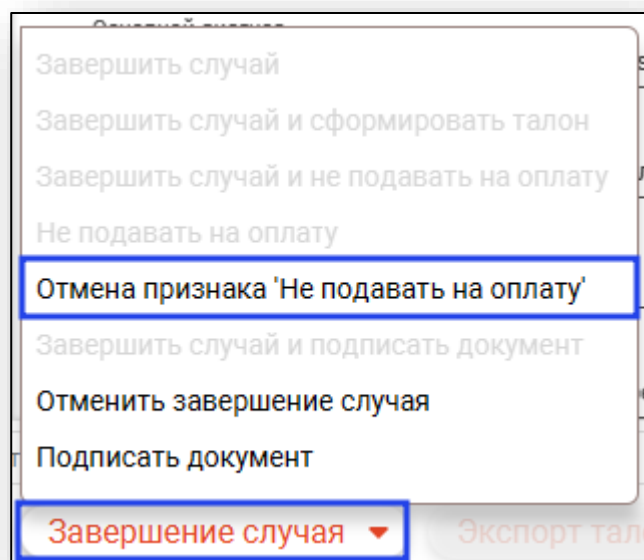 Завершить случай
Завершить случай и сформировать талон
Завершить случай и не подавать на оплату
Не подавать на оплату
Отмена признака 'Не подавать на оплату'
Завершить случай и подписать документ
Отменить завершение случая
Подписать документ
Завершение случая
Экспорт тал